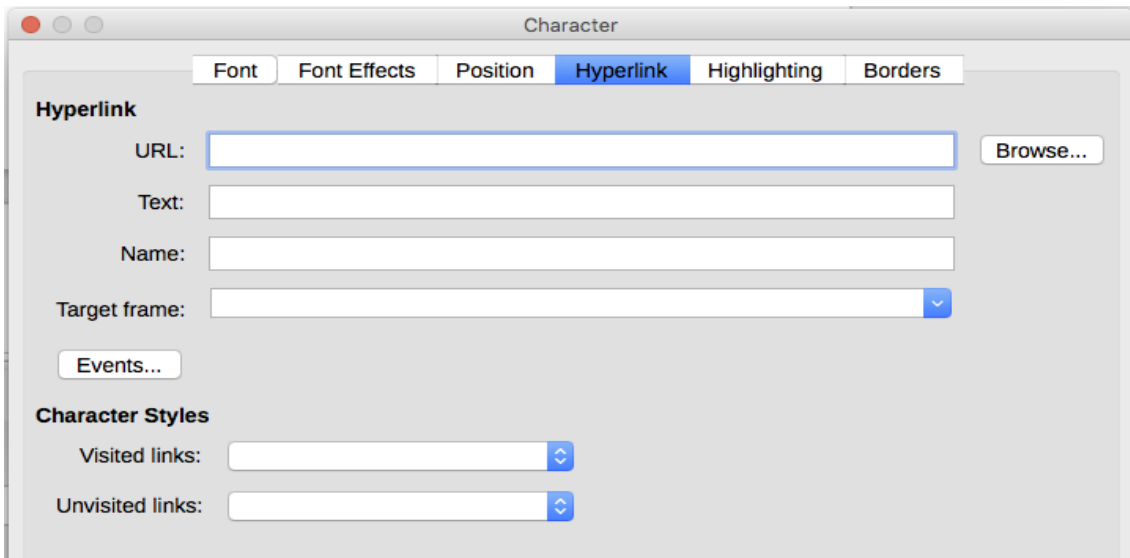 Character
Font Font Effects Position Hyperlink Highlighting Borders
Hyperlink
URL: Browse...
Text:
Name:
Target frame:
Events...
Character Styles
Visited links:
Unvisited links: